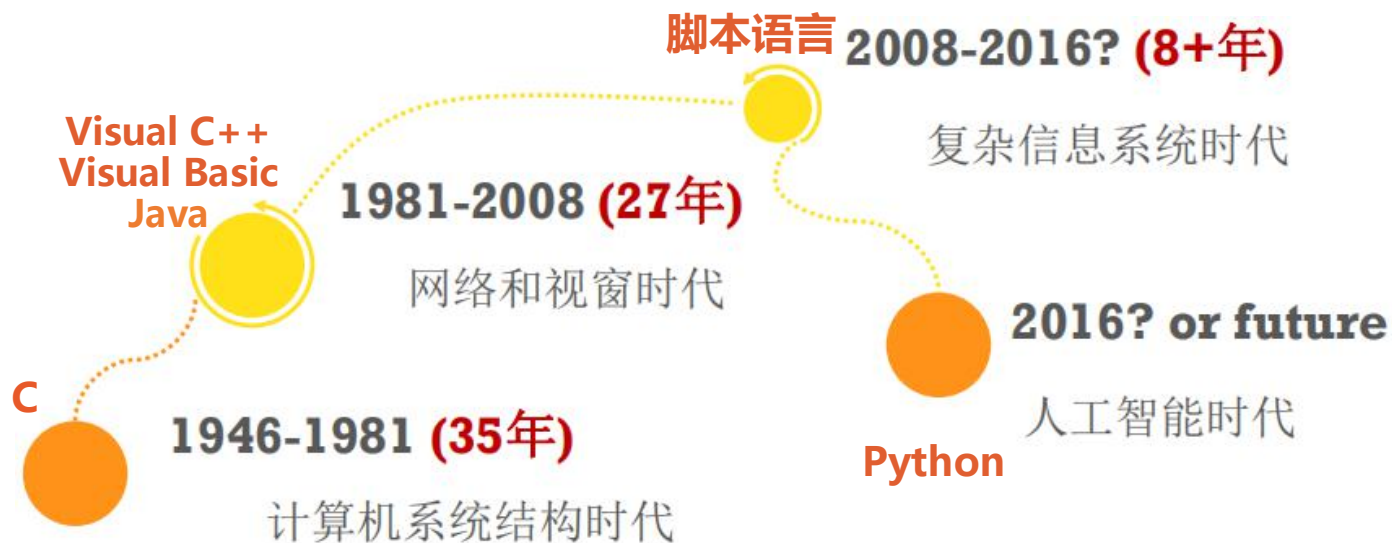 C
1946-1981 (35年)
计算机系统结构时代
Visual C++
Visual Basic
Java
1981-2008 (27年)
网络和视窗时代
脚本语言
2008-2016? (8+年)
复杂信息系统时代
2016? or future
人工智能时代
Python